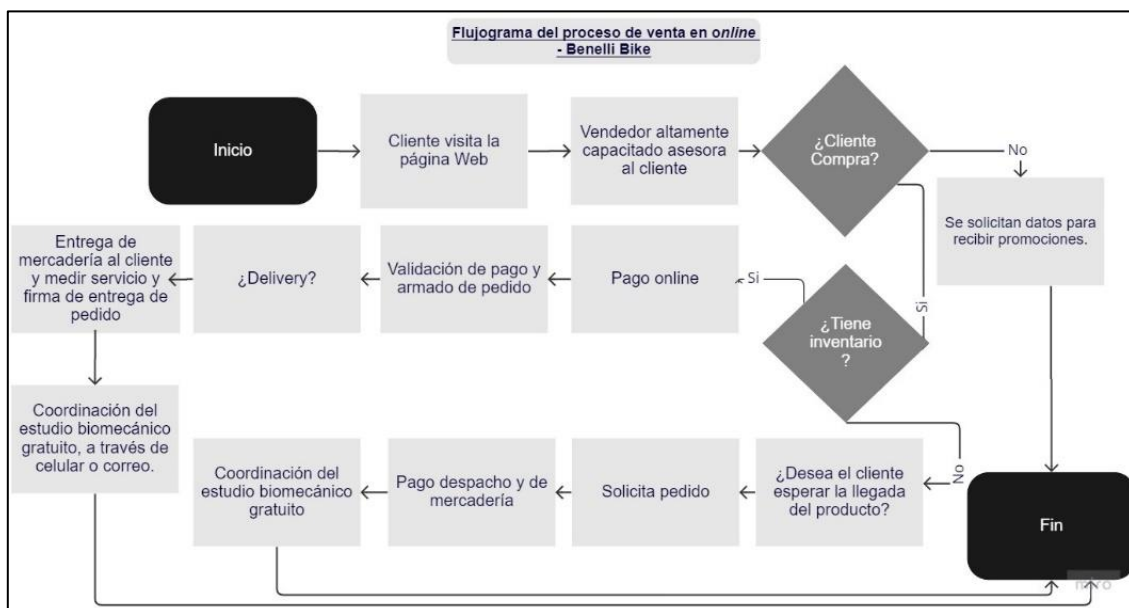 Flujograma del proceso de venta en online
- Benelli Bike
Inicio
Cliente visita la
página Web
Vendedor altamente
capacitado asesora
al cliente
¿Cliente
Compra?
No
Se solicitan datos para
recibir promociones.
Si
¿Tiene
inventario
?
Si
Pago online
Validación de pago y
armado de pedido
¿Delivery?
Entrega de
mercadería al cliente
y medir servicio y
firma de entrega de
pedido
Coordinación del
estudio biomecánico
gratuito, a través de
celular o correo.
No
¿Desea el cliente
esperar la llegada
del producto?
Solicita pedido
Pago despacho y de
mercadería
Coordinación del
estudio biomecánico
gratuito
Fin
miro